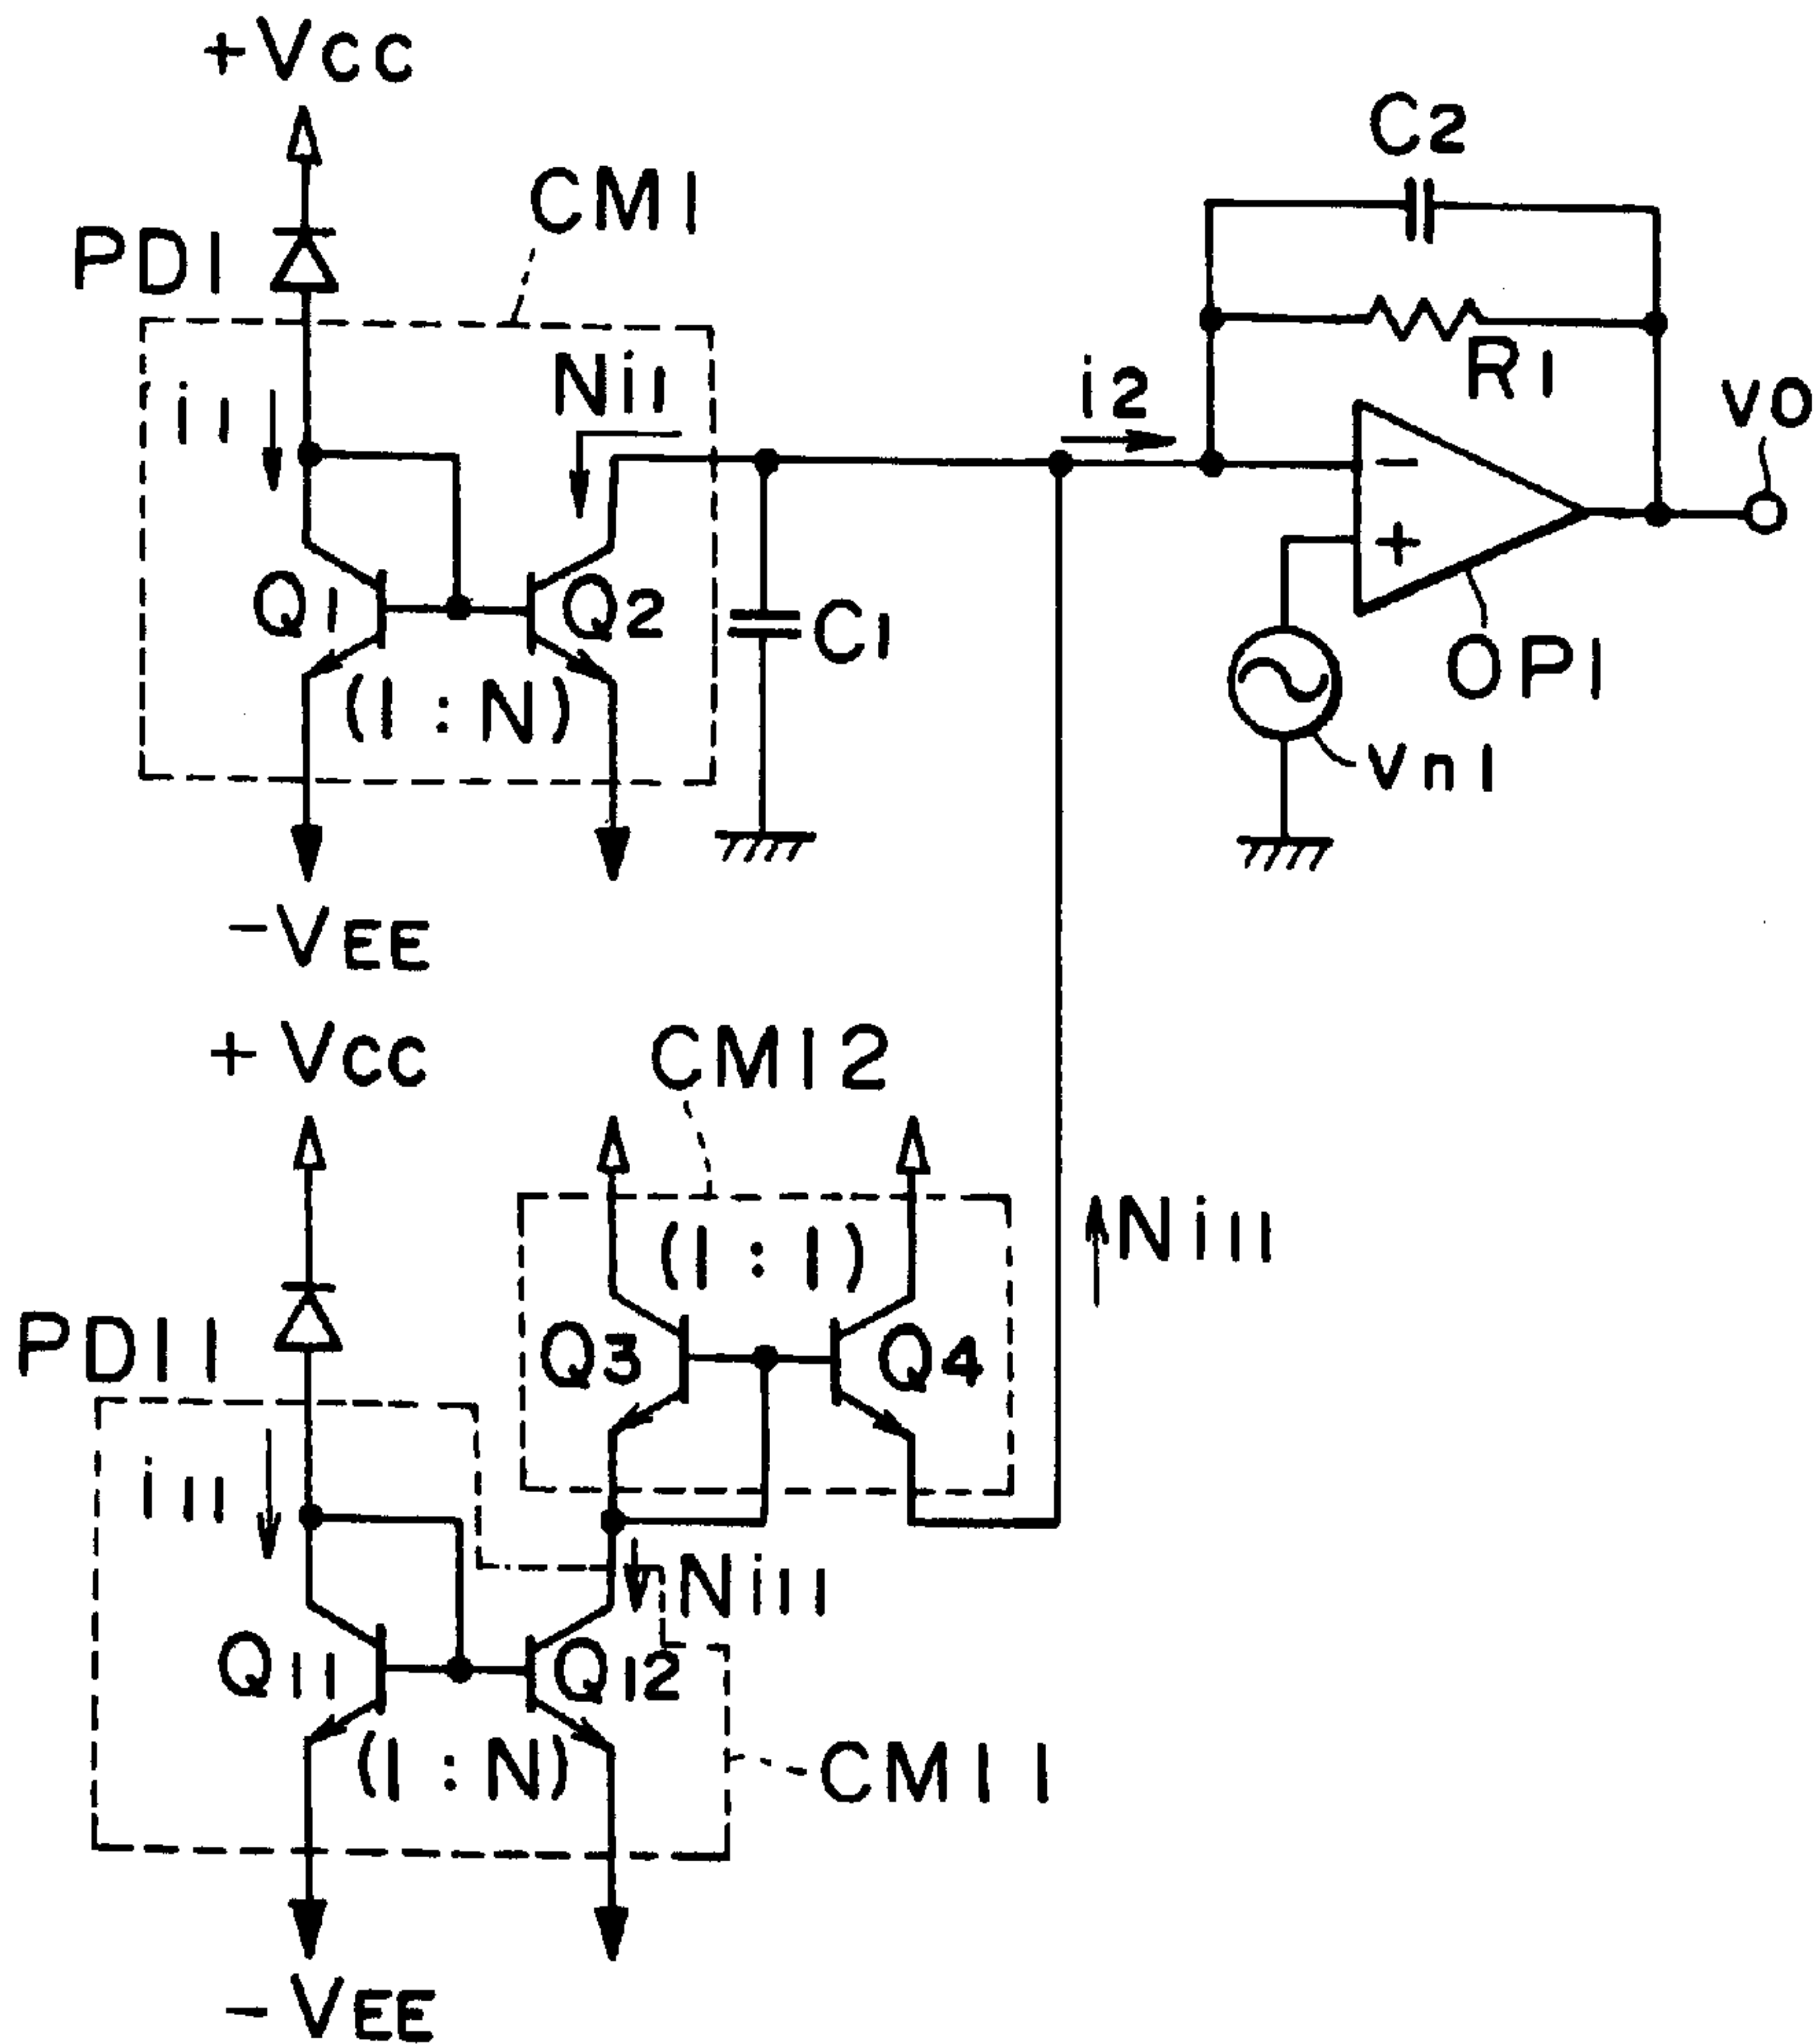 +VCC
C2
CM1
PD1
R1
i1
Ni1
i2
vO
-
+
Q1
Q2
C1
OP1
(1:N)
Vn1
-VEE
+VCC
CM12
(1:1)
Ni11
PD11
Q3
Q4
i11
Ni11
Q11
Q12
(1:N)
CM11
-VEE